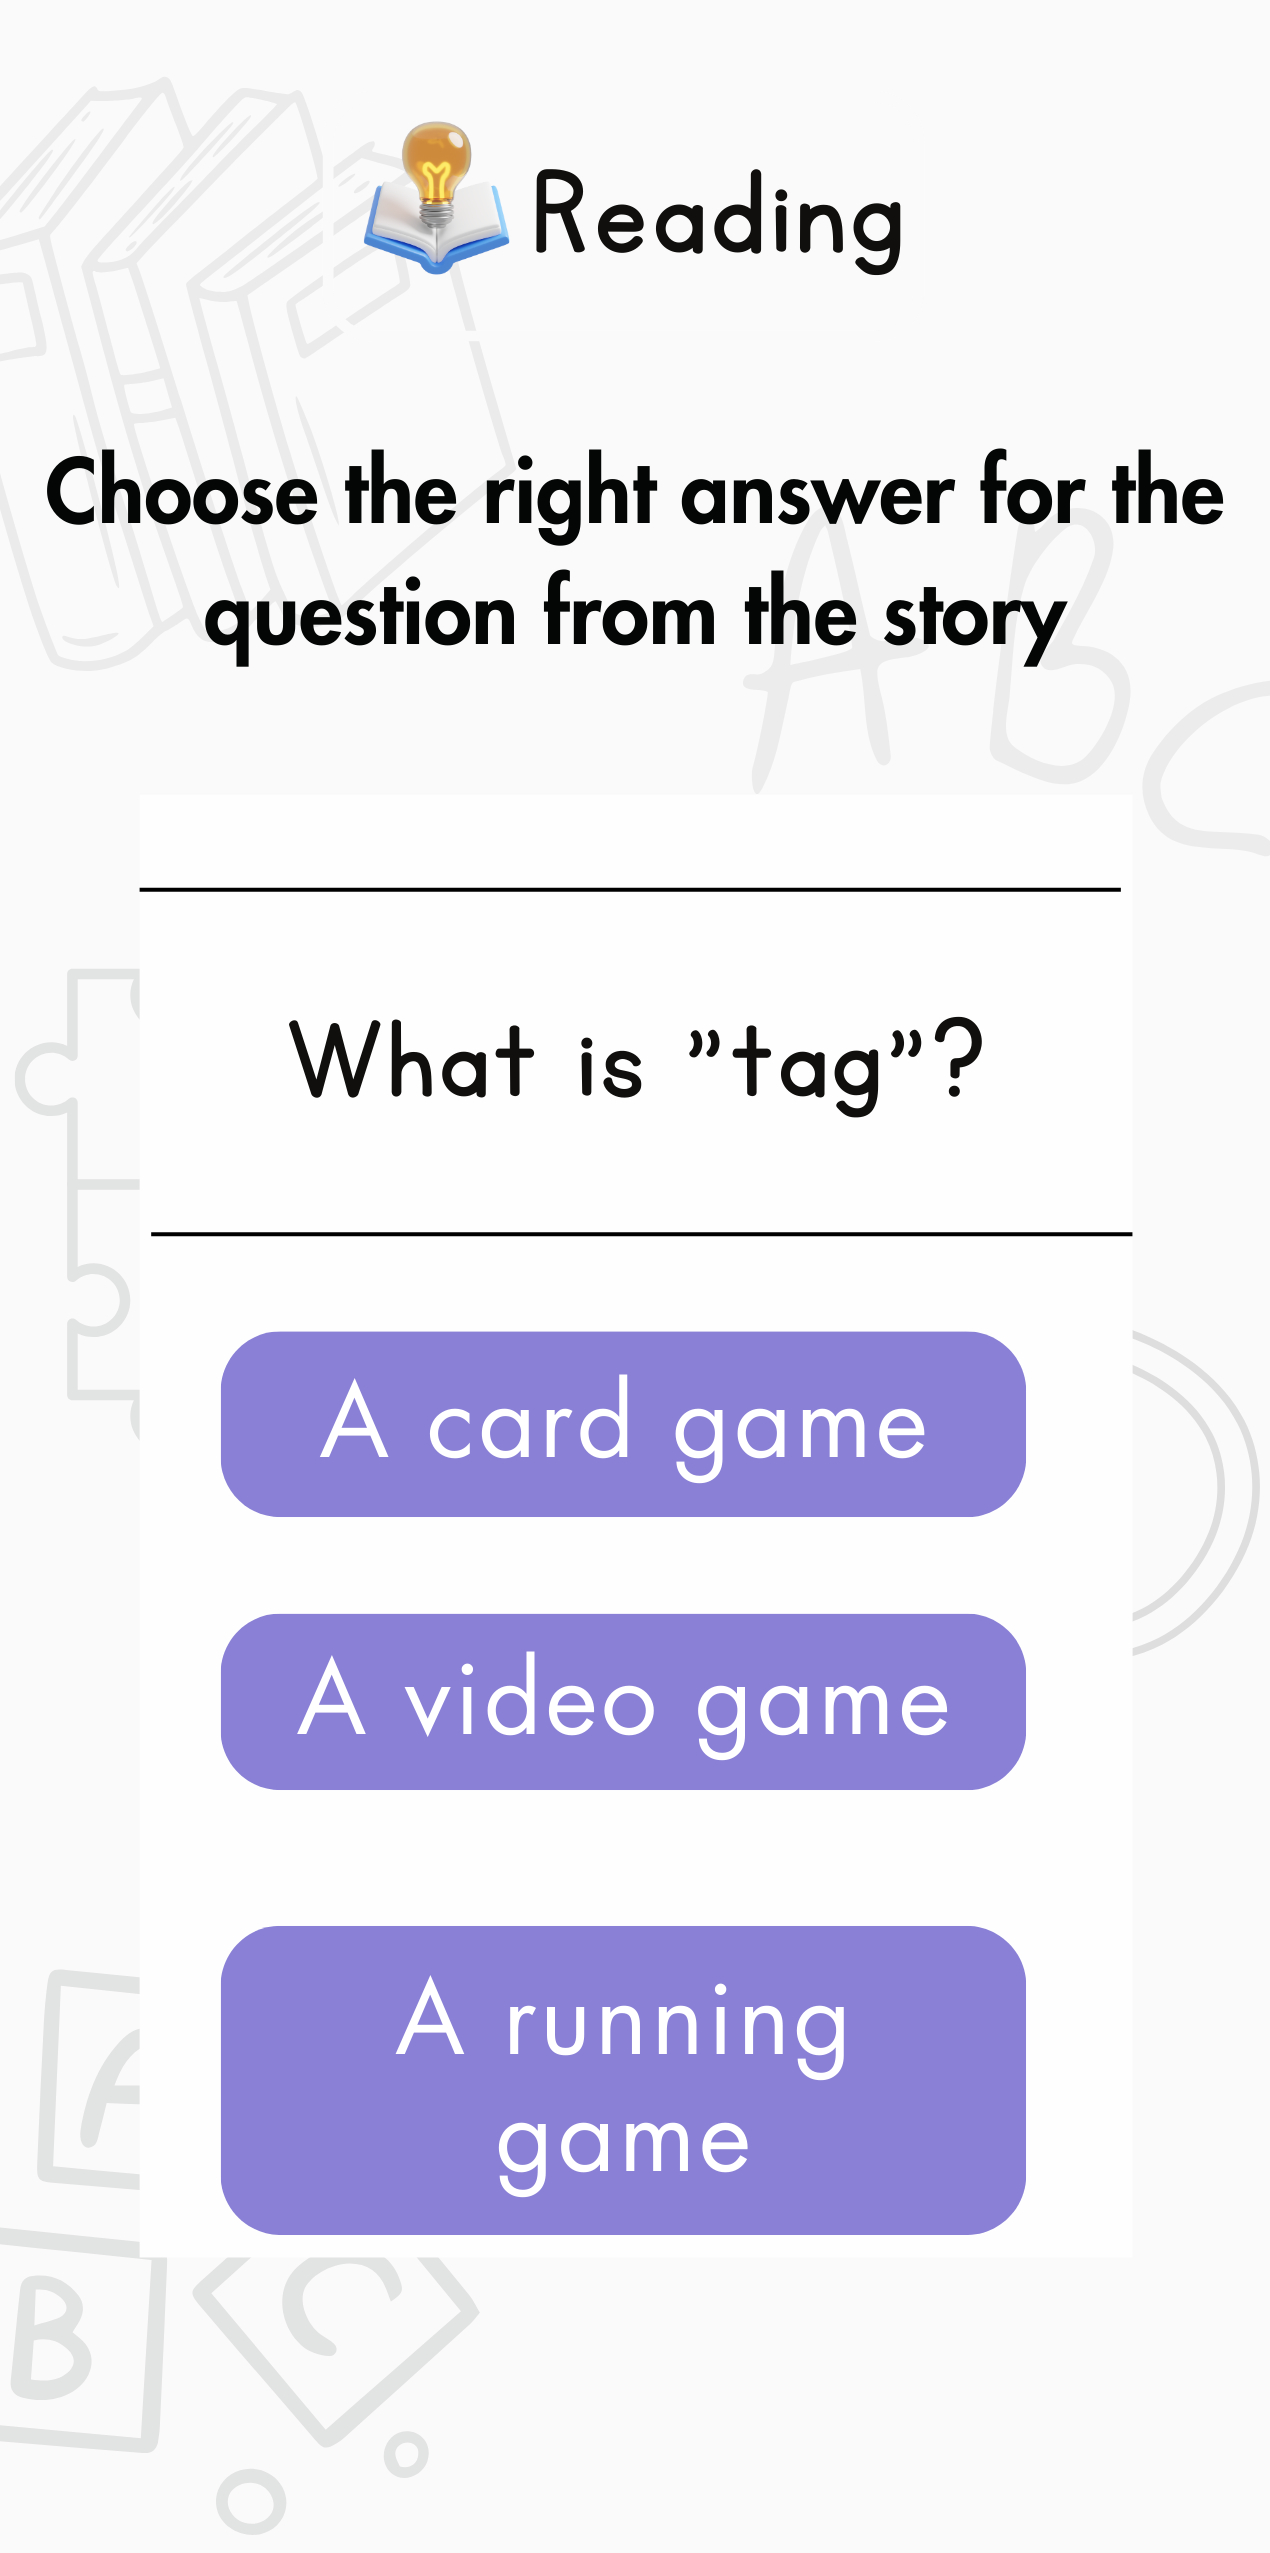 Reading
Choose the right answer for the
question from the story
A B
What is ”tag”?
A card game
A video game
A running
game
A
B
C